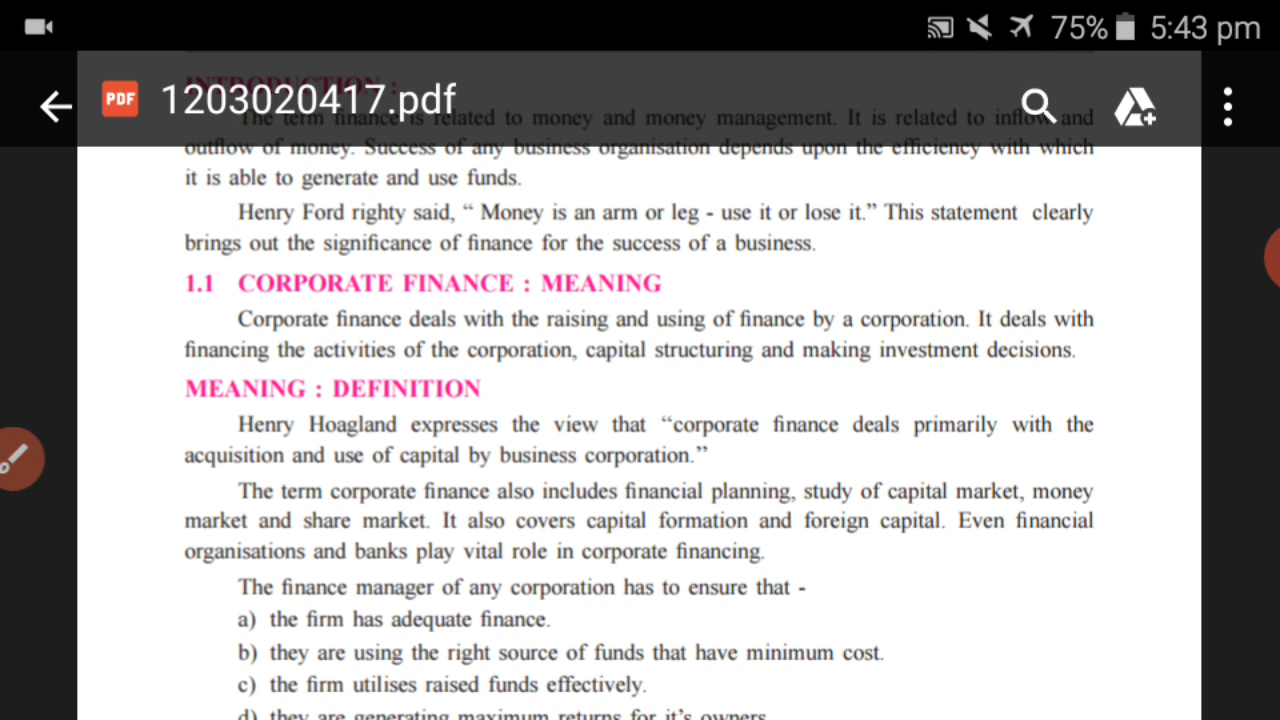 75% 5:43 pm
PDF 1203020417.pdf
INTRODUCTION :
The term finance is related to money and money management. It is related to inflow and
outflow of money. Success of any business organisation depends upon the efficiency with which
it is able to generate and use funds.
Henry Ford righty said, “ Money is an arm or leg - use it or lose it.” This statement clearly
brings out the significance of finance for the success of a business.
1.1 CORPORATE FINANCE : MEANING
Corporate finance deals with the raising and using of finance by a corporation. It deals with
financing the activities of the corporation, capital structuring and making investment decisions.
MEANING : DEFINITION
Henry Hoagland expresses the view that “corporate finance deals primarily with the
acquisition and use of capital by business corporation.”
The term corporate finance also includes financial planning, study of capital market, money
market and share market. It also covers capital formation and foreign capital. Even financial
organisations and banks play vital role in corporate financing.
The finance manager of any corporation has to ensure that -
a) the firm has adequate finance.
b) they are using the right source of funds that have minimum cost.
c) the firm utilises raised funds effectively.
d) they are generating maximum returns for it’s owners